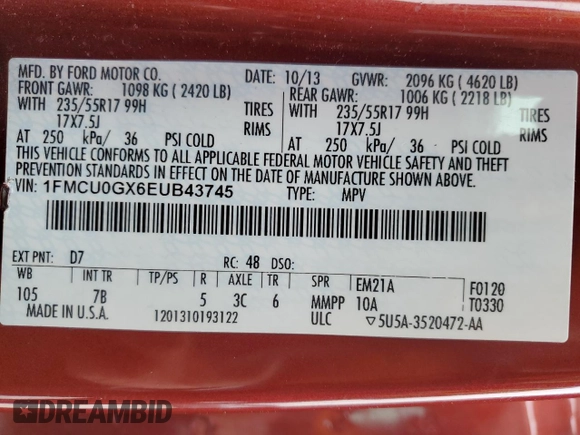 MFD. BY FORD MOTOR CO.
DATE: 10/13 GVWR: 2096 KG ( 4620 LB)
FRONT GAWR: 1098 KG ( 2420 LB)
REAR GAWR: 1006 KG ( 2218 LB)
WITH 235/55R17 99H TIRES
WITH 235/55R17 99H TIRES
17X7.5J RIMS
17X7.5J RIMS
AT 250 kPa/ 36 PSI COLD
AT 250 kPa/ 36 PSI COLD
THIS VEHICLE CONFORMS TO ALL APPLICABLE FEDERAL MOTOR VEHICLE SAFETY AND THEFT
PREVENTION STANDARDS IN EFFECT ON THE DATE OF MANUFACTURE SHOWN ABOVE.
VIN: 1FMCU0GX6EUB43745 TYPE: MPV
EXT PNT: D7 RC: 48 DSO:
WB INT TR TP/PS R AXLE TR SPR EM21A F0120
105 7B 5 3C 6 MMPP 10A T0330
MADE IN U.S.A. 1201310193122 ULC ▽5U5A-3520472-AA
DREAMBID